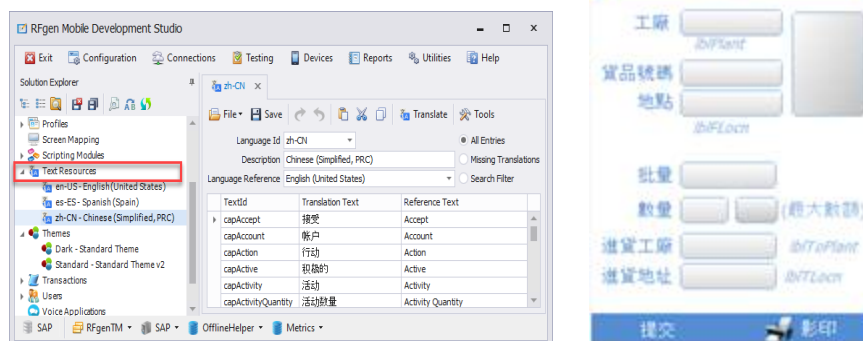 RFgen Mobile Development Studio
Exit Configuration Connections Testing Devices Reports Utilities Help
Solution Explorer
Profiles
Screen Mapping
Scripting Modules
Text Resources
en-US - English (United States)
es-ES - Spanish (Spain)
zh-CN - Chinese (Simplified, PRC)
Themes
Dark - Standard Theme
Standard - Standard Theme v2
Transactions
Users
Voice Applications
zh-CN
File Save Translate Tools
Language Id zh-CN All Entries
Description Chinese (Simplified, PRC) Missing Translations
Language Reference English (United States) Search Filter
TextId Translation Text Reference Text
capAccept 接受 Accept
capAccount 帐户 Account
capAction 行动 Action
capActive 积极的 Active
capActivity 活动 Activity
capActivityQuantity 活动数量 Activity Quantity
SAP RFgenTM SAP OfflineHelper Metrics
工廠
lblPlant
貨品號碼
地點
lblFLocn
批量
數量 (最大數額
進貨工廠 lblToPlant
進貨地址 lblTLocn
提交 影印